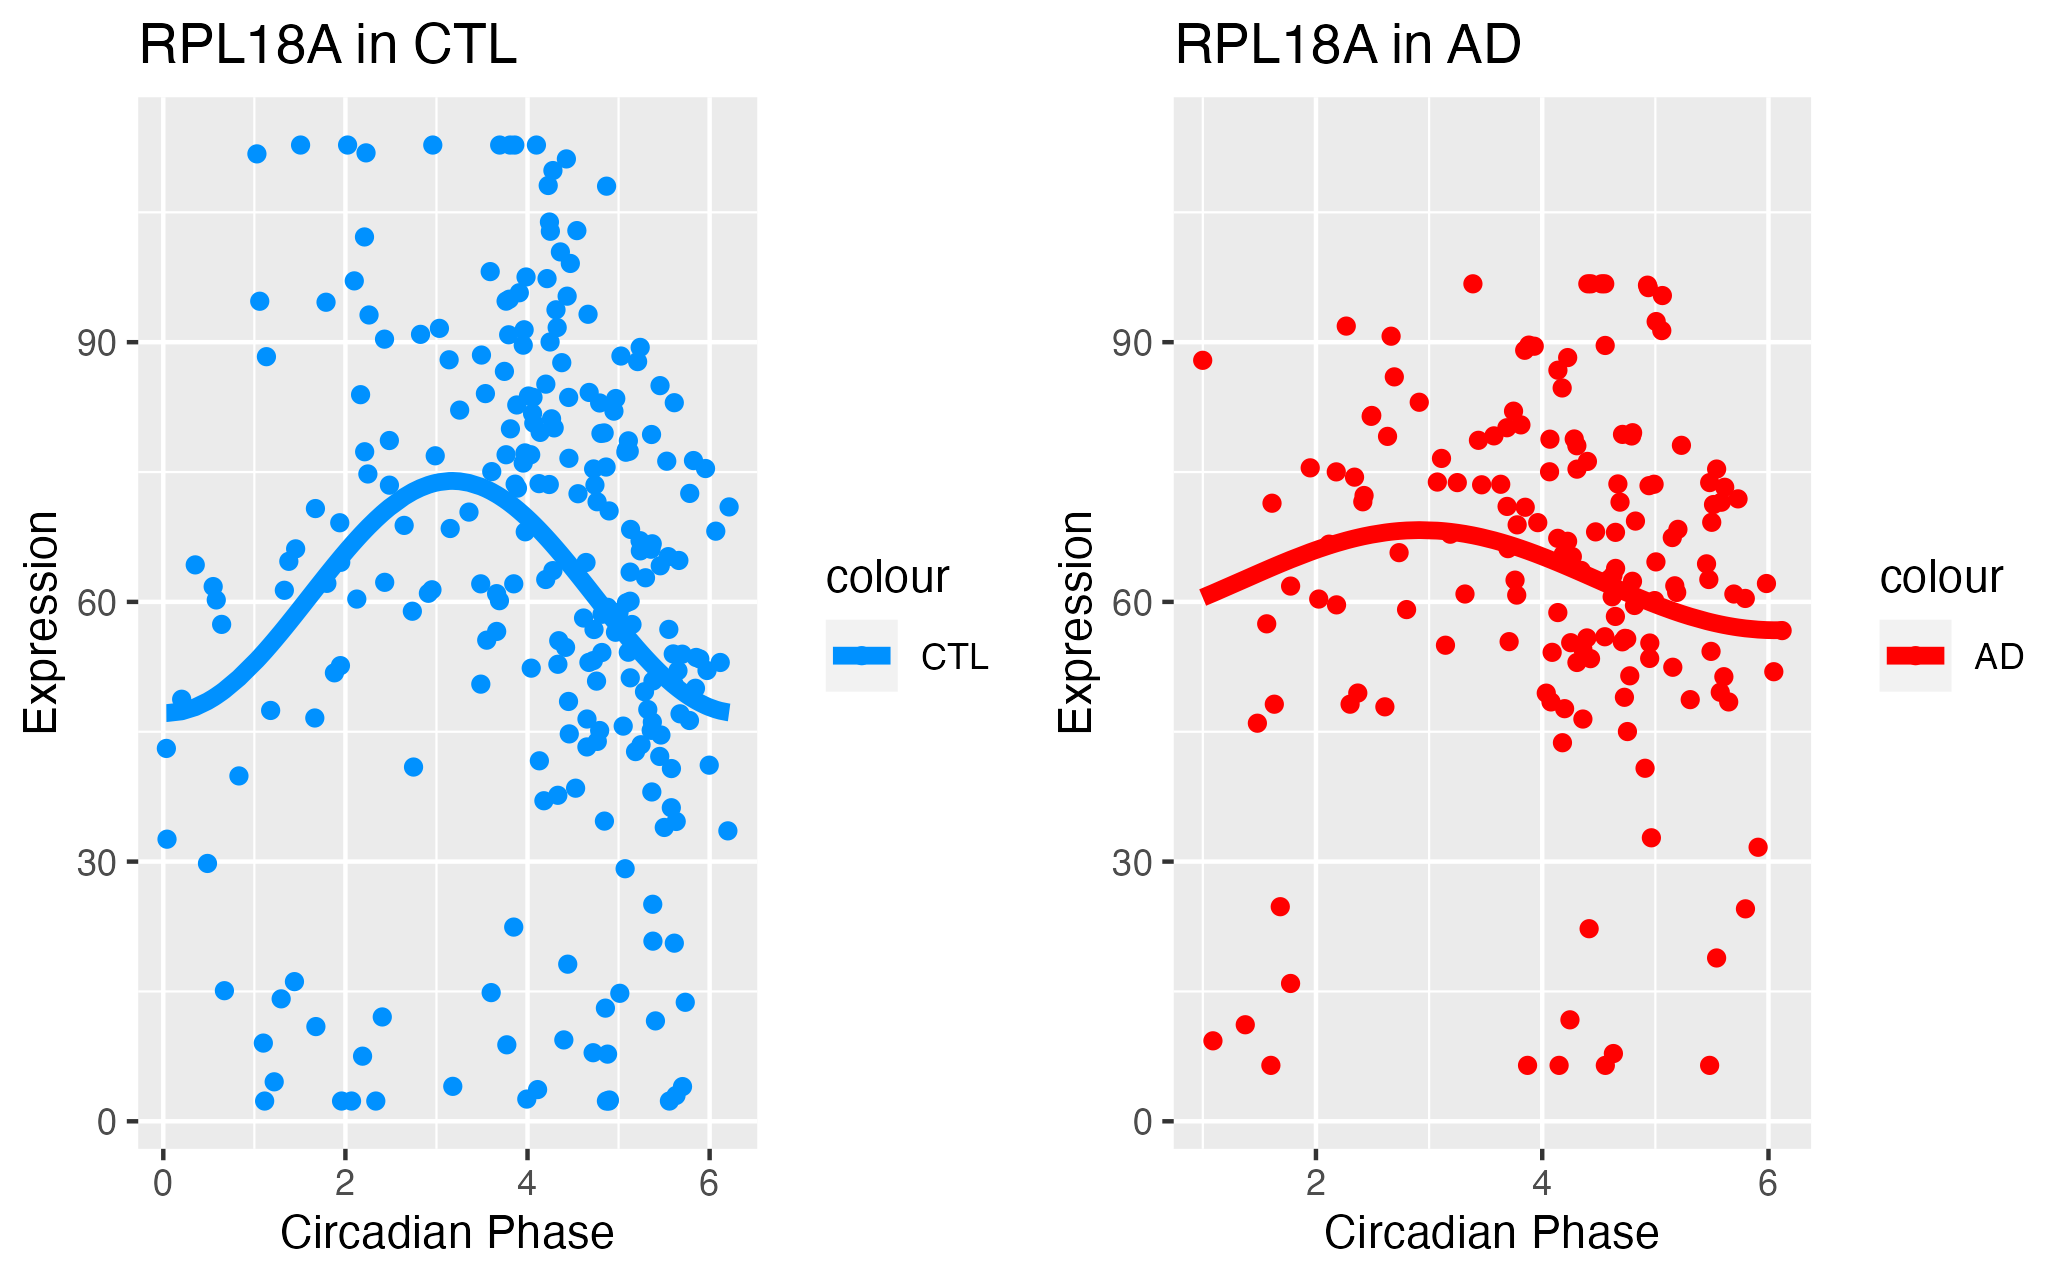 RPL18A in CTL
Expression
90
60
30
0
0 2 4 6
Circadian Phase
colour
CTL
RPL18A in AD
Expression
90
60
30
0
2 4 6
Circadian Phase
colour
AD